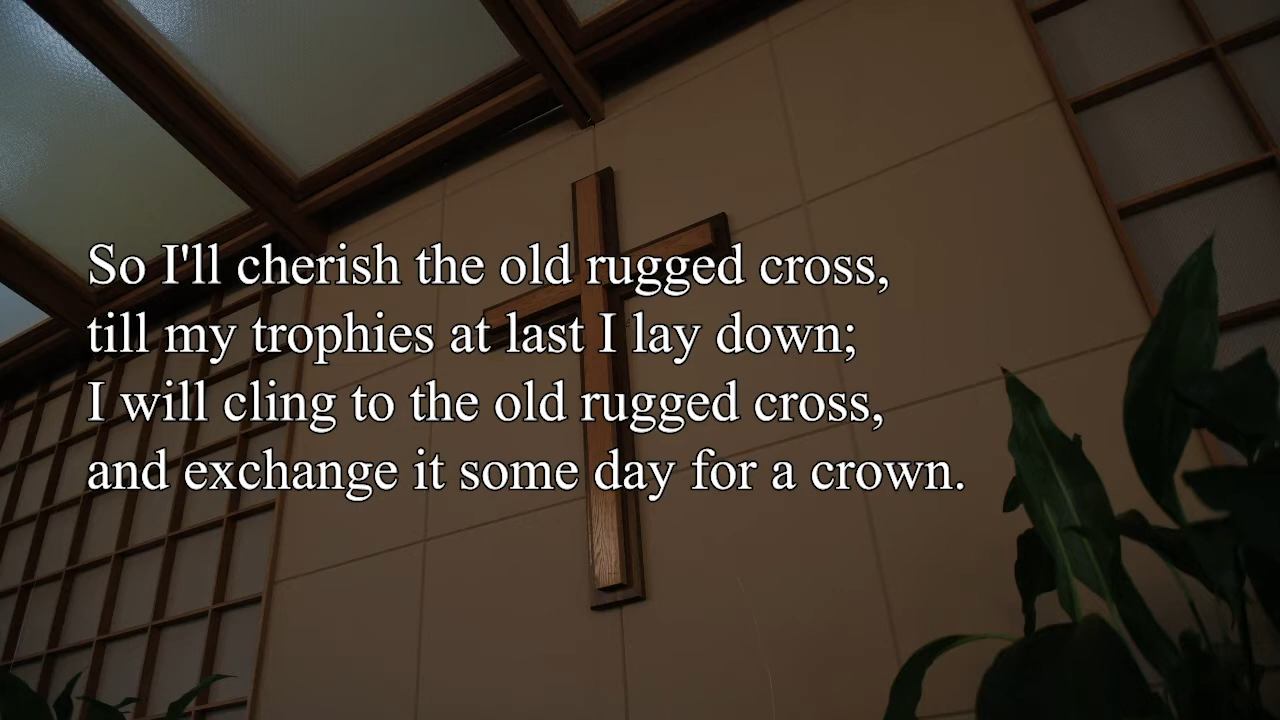 So I'll cherish the old rugged cross,
till my trophies at last I lay down;
I will cling to the old rugged cross,
and exchange it some day for a crown.